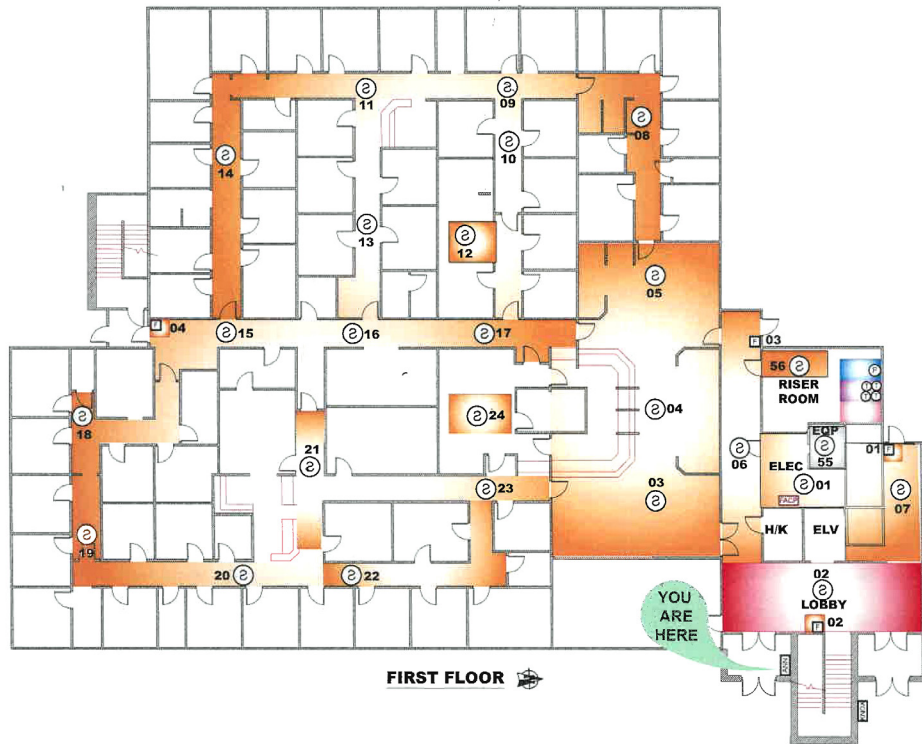 S 11
S 09
S 08
S 10
S 14
S 13
S 12
S 05
F 04
S 15
S 16
S 17
F 03
56 S
RISER
ROOM
F
T T
T T
S 18
S 24
S 04
21 S
S 06
EQP
S 55
01 F
ELEC
S 01
FACP
S 23
03 S
S 07
S 19
H/K
ELV
20 S
S 22
02
S
LOBBY
F 02
YOU
ARE
HERE
ANN
FIRST FLOOR